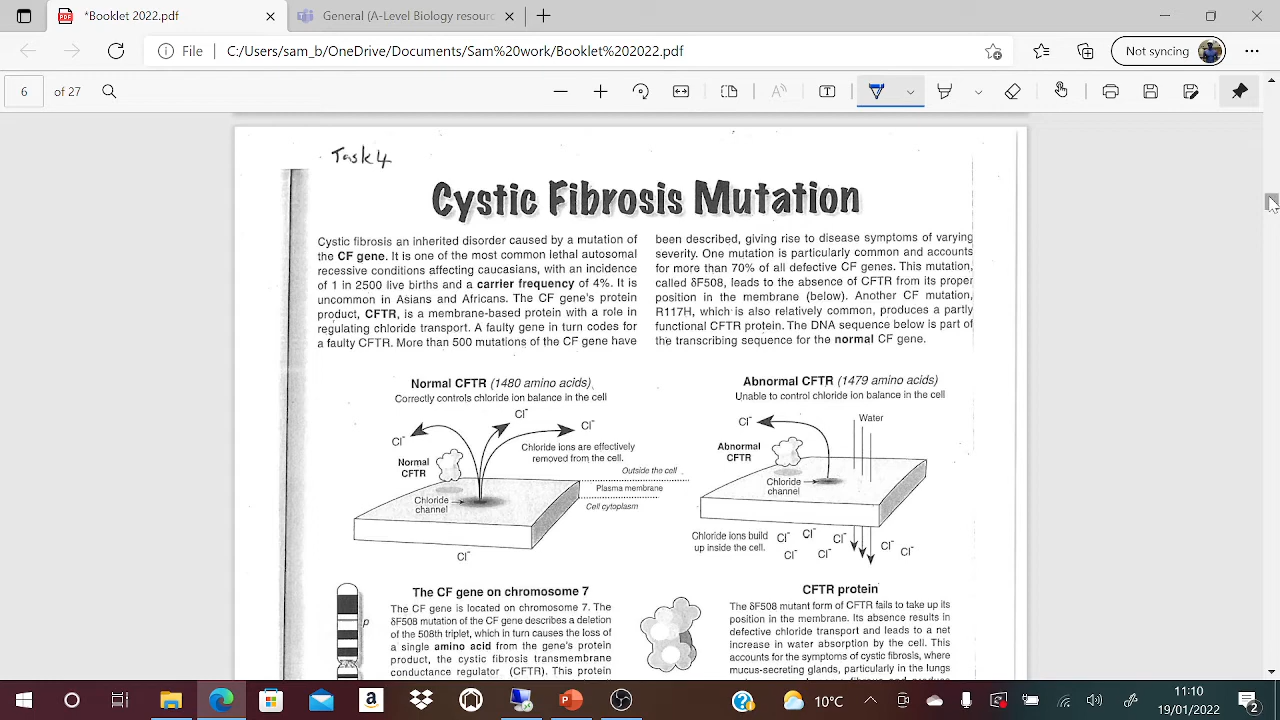 *Booklet 2022.pdf
General (A-Level Biology resourc
File
C:/Users/sam_b/OneDrive/Documents/Sam%20work/Booklet%202022.pdf
Not syncing
6
of 27
Task 4
Cystic Fibrosis Mutation
Cystic fibrosis an inherited disorder caused by a mutation of
the CF gene. It is one of the most common lethal autosomal
recessive conditions affecting caucasians, with an incidence
of 1 in 2500 live births and a carrier frequency of 4%. It is
uncommon in Asians and Africans. The CF gene's protein
product, CFTR, is a membrane-based protein with a role in
regulating chloride transport. A faulty gene in turn codes for
a faulty CFTR. More than 500 mutations of the CF gene have
been described, giving rise to disease symptoms of varying
severity. One mutation is particularly common and accounts
for more than 70% of all defective CF genes. This mutation,
called δF508, leads to the absence of CFTR from its proper
position in the membrane (below). Another CF mutation,
R117H, which is also relatively common, produces a partly
functional CFTR protein. The DNA sequence below is part of
the transcribing sequence for the normal CF gene.
Normal CFTR (1480 amino acids)
Correctly controls chloride ion balance in the cell
Cl⁻
Cl⁻
Cl⁻
Chloride ions are effectively
removed from the cell.
Normal
CFTR
Outside the cell
Plasma membrane
Cell cytoplasm
Chloride
channel
Cl⁻
Abnormal CFTR (1479 amino acids)
Unable to control chloride ion balance in the cell
Cl⁻
Water
Abnormal
CFTR
Chloride
channel
Chloride ions build
up inside the cell.
Cl⁻ Cl⁻ Cl⁻ Cl⁻ Cl⁻
Cl⁻ Cl⁻
The CF gene on chromosome 7
p
The CF gene is located on chromosome 7. The
δF508 mutation of the CF gene describes a deletion
of the 508th triplet, which in turn causes the loss of
a single amino acid from the gene's protein
product, the cystic fibrosis transmembrane
conductance regulator (CFTR). This protein
CFTR protein
The δF508 mutant form of CFTR fails to take up its
position in the membrane. Its absence results in
defective chloride transport and leads to a net
increase in water absorption by the cell. This
accounts for the symptoms of cystic fibrosis, where
mucus-secreting glands, particularly in the lungs
10°C
11:10
19/01/2022
2